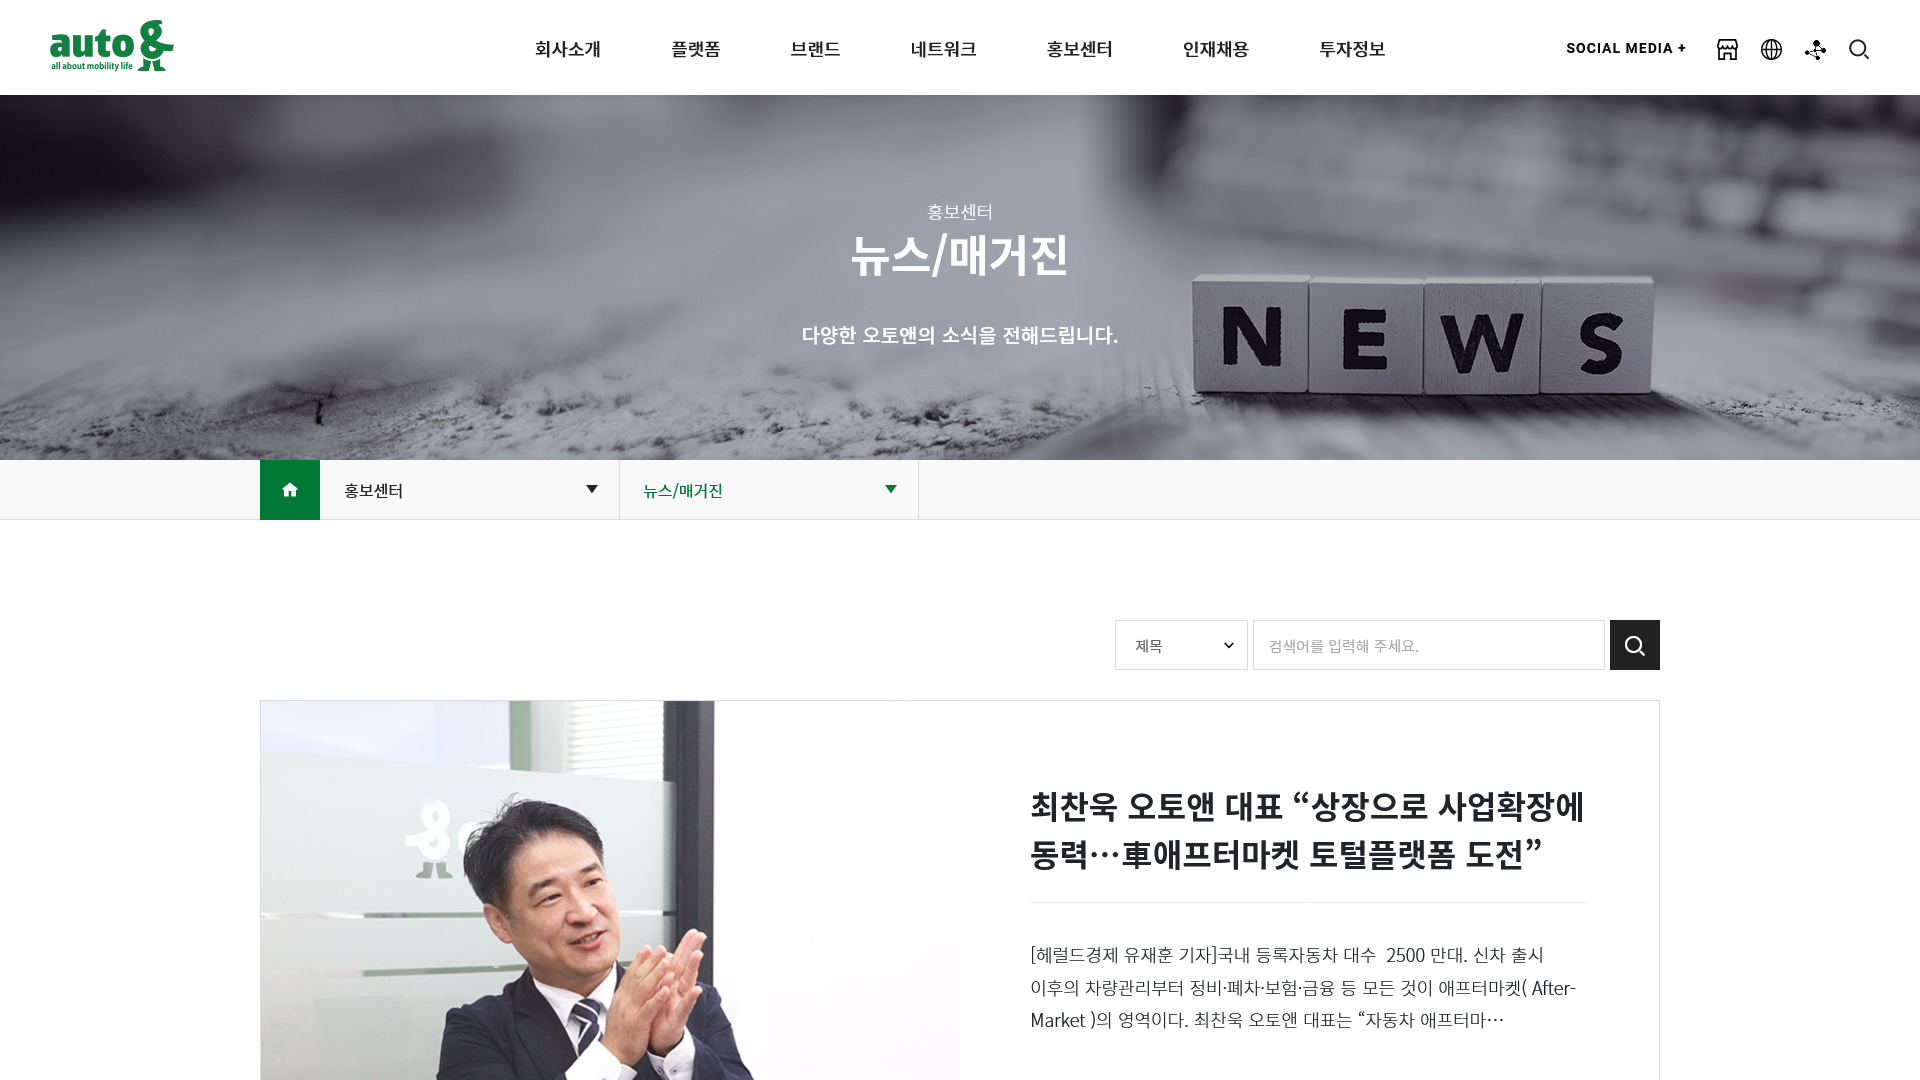 auto&
all about mobility life
회사소개
플랫폼
브랜드
네트워크
홍보센터
인재채용
투자정보
SOCIAL MEDIA +
홍보센터
뉴스/매거진
다양한 오토앤의 소식을 전해드립니다.
NEWS
홍보센터
뉴스/매거진
제목
검색어를 입력해 주세요.
최찬욱 오토앤 대표 “상장으로 사업확장에
동력…車애프터마켓 토털플랫폼 도전”
[헤럴드경제 유재훈 기자]국내 등록자동차 대수  2500 만대. 신차 출시
이후의 차량관리부터 정비·폐차·보험·금융 등 모든 것이 애프터마켓( After-
Market )의 영역이다. 최찬욱 오토앤 대표는 “자동차 애프터마…